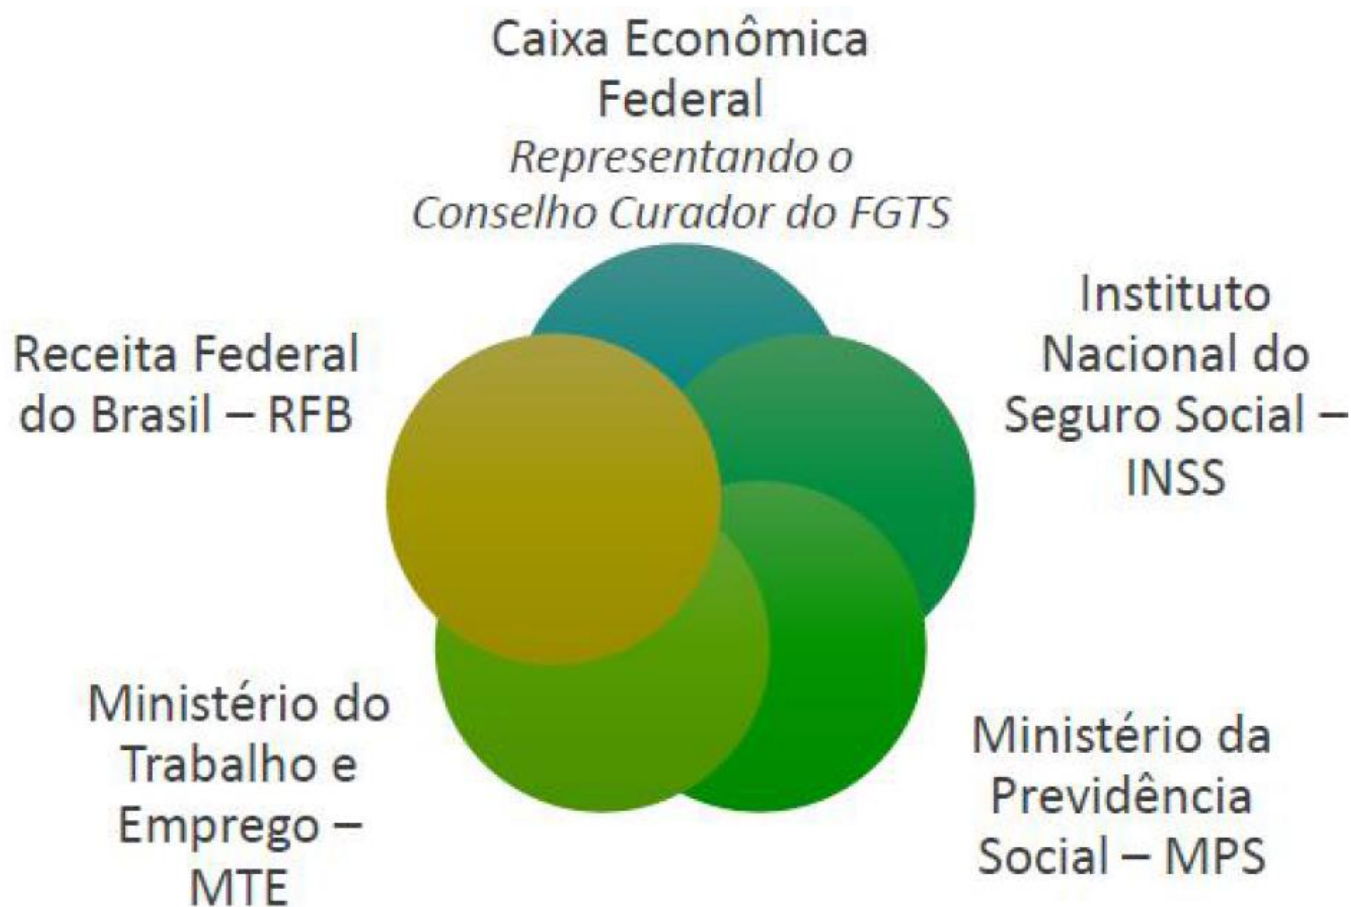 Caixa Econômica
Federal
Representando o
Conselho Curador do FGTS
Instituto
Nacional do
Seguro Social –
INSS
Receita Federal
do Brasil – RFB
Ministério do
Trabalho e
Emprego –
MTE
Ministério da
Previdência
Social – MPS